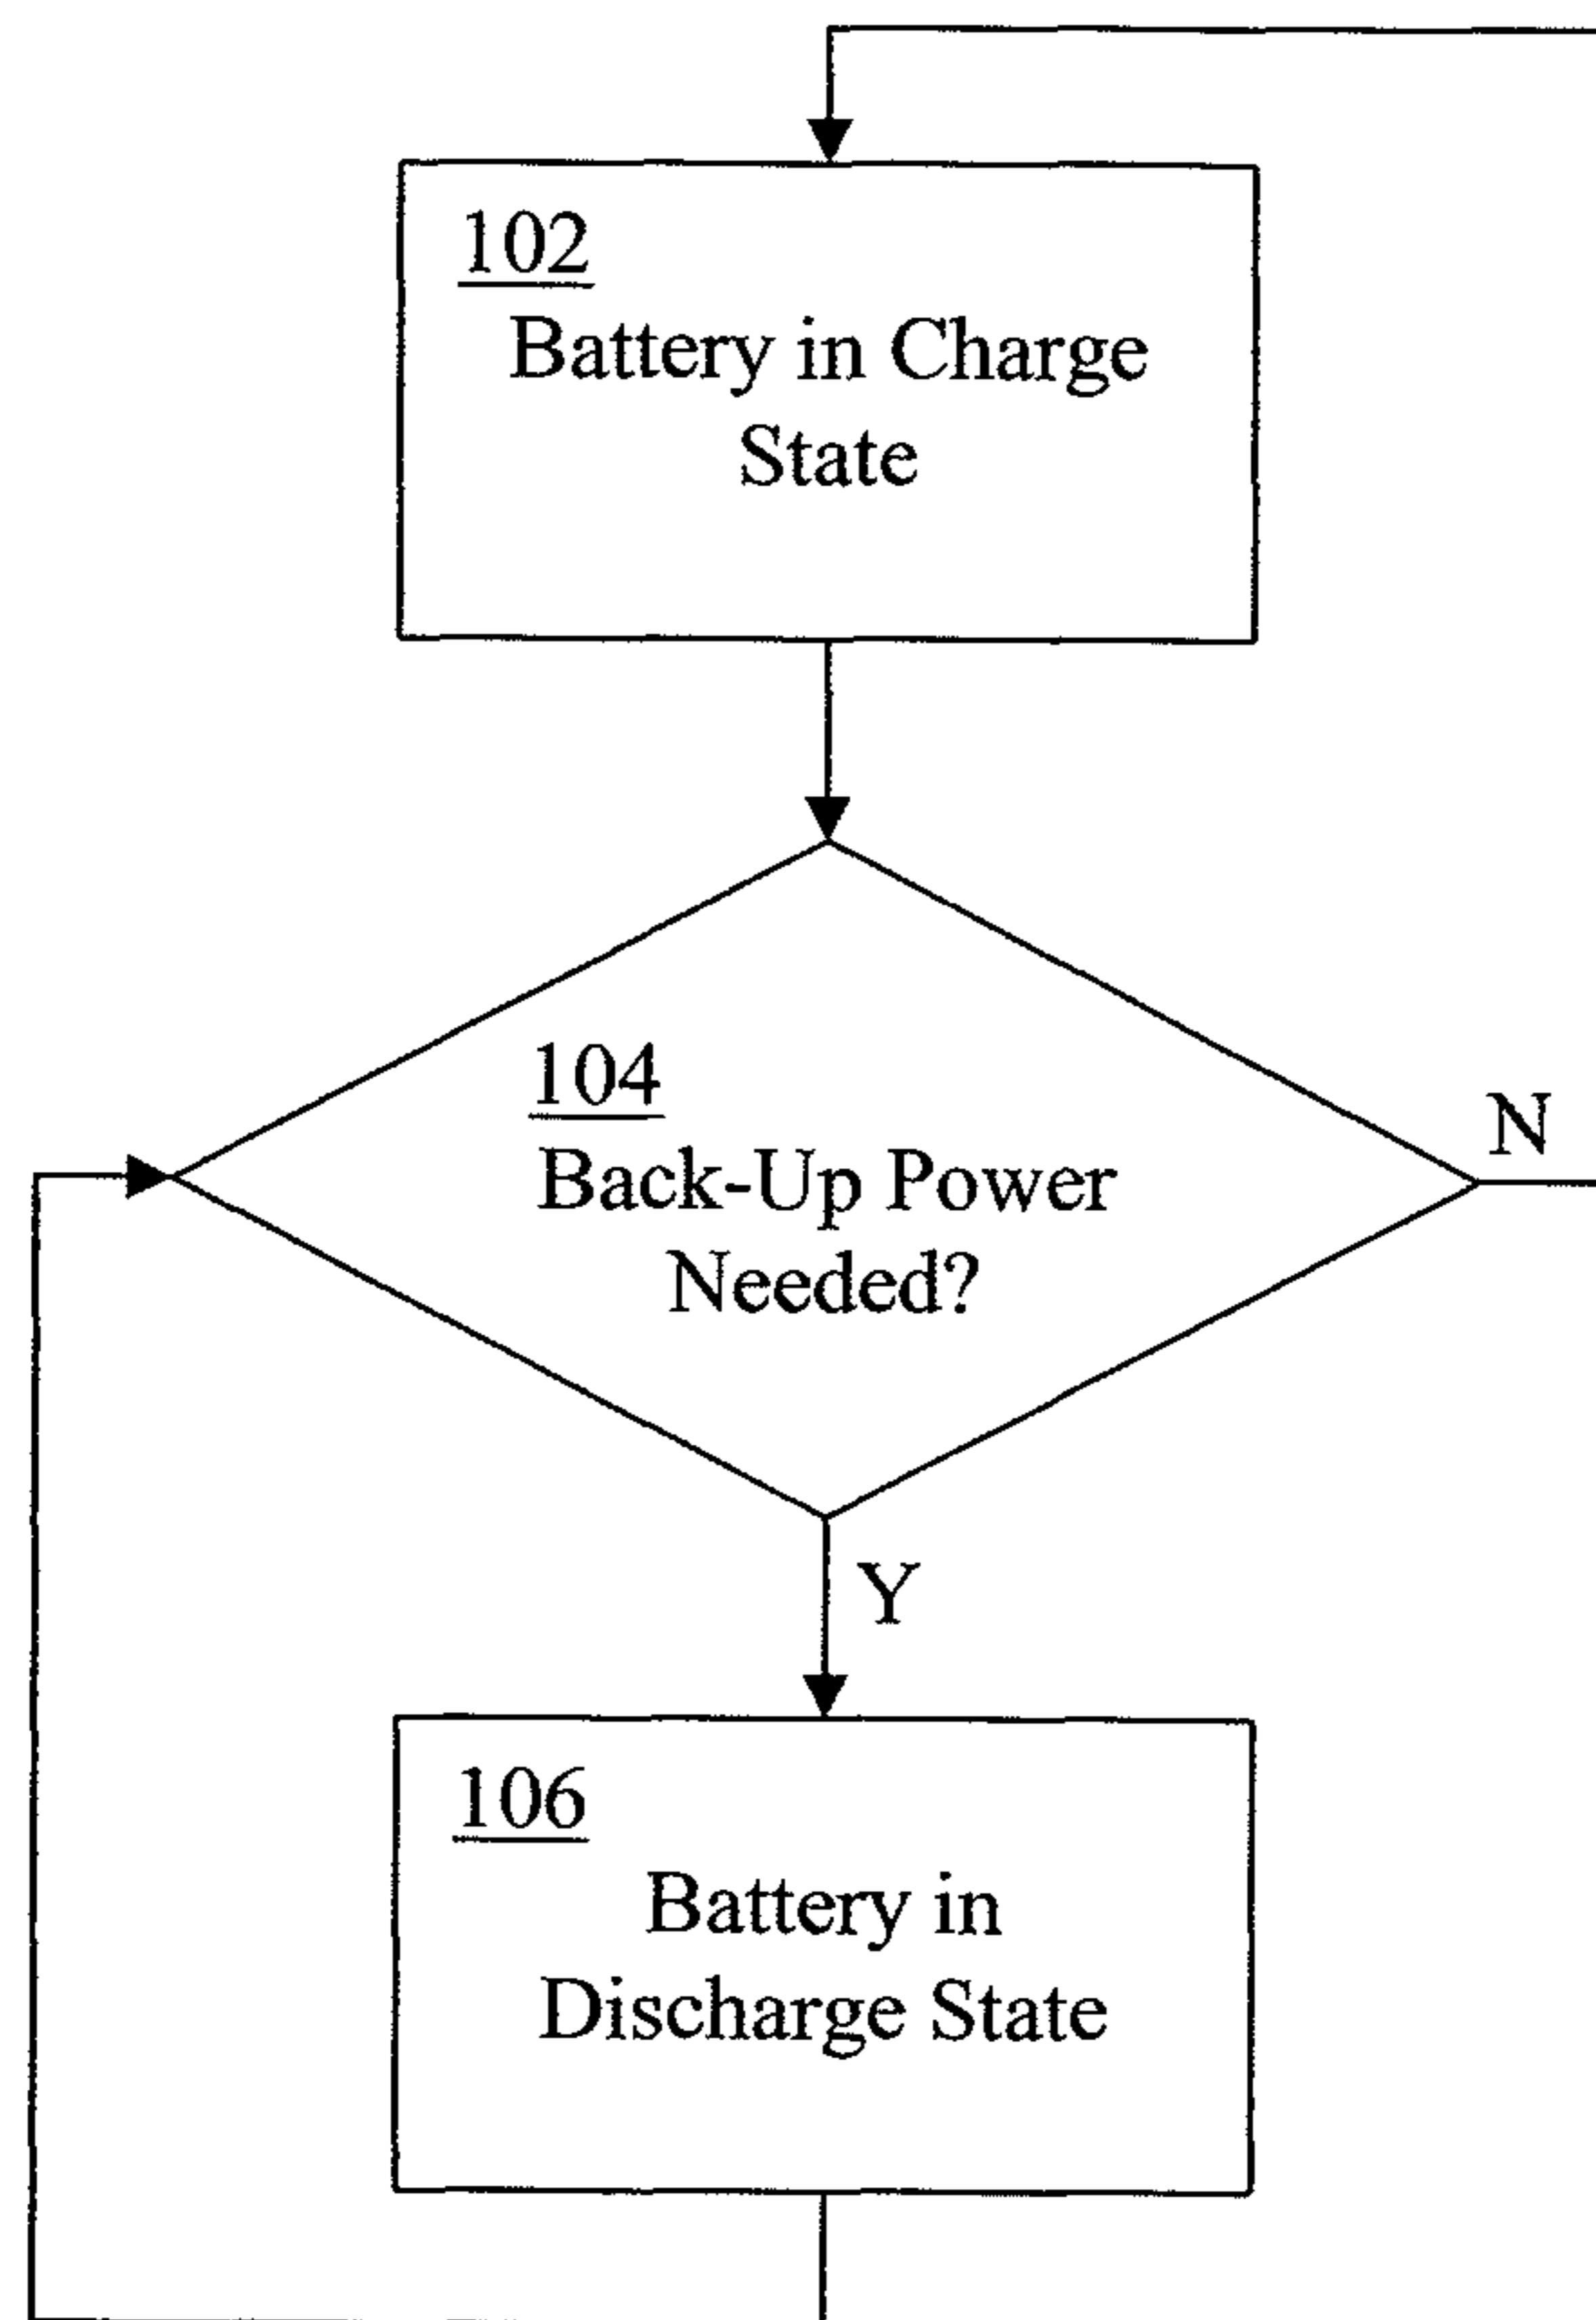 102
Battery in Charge
State
104
Back-Up Power
Needed?
N
Y
106
Battery in
Discharge State